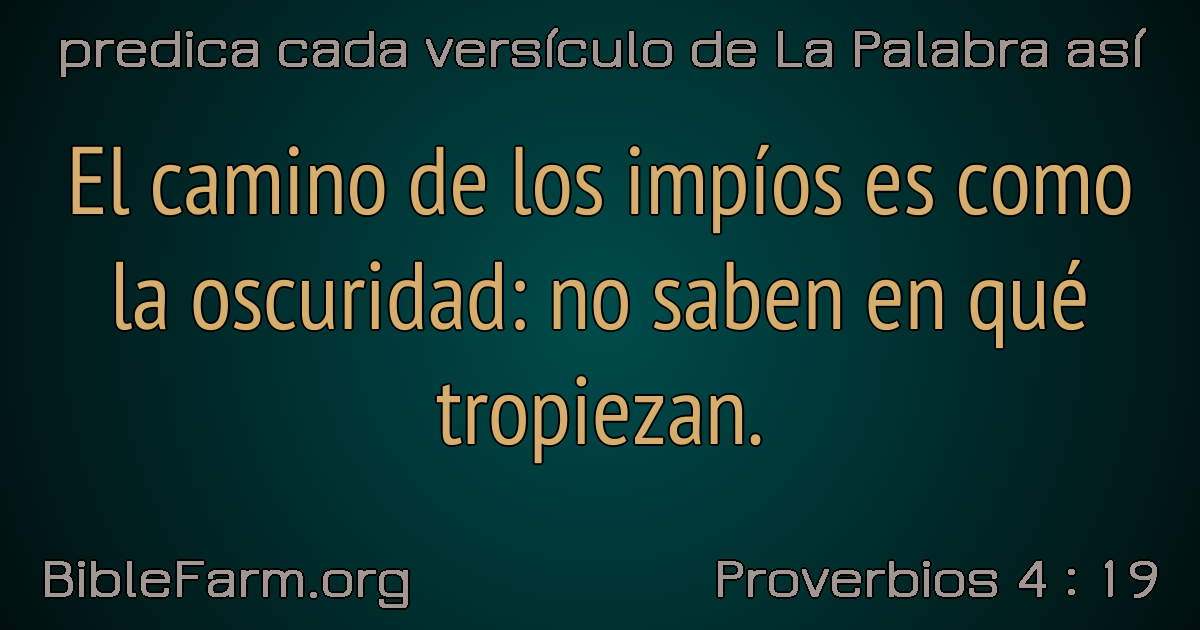 predica cada versículo de La Palabra así
El camino de los impíos es como
la oscuridad: no saben en qué
tropiezan.
BibleFarm.org
Proverbios 4 : 19